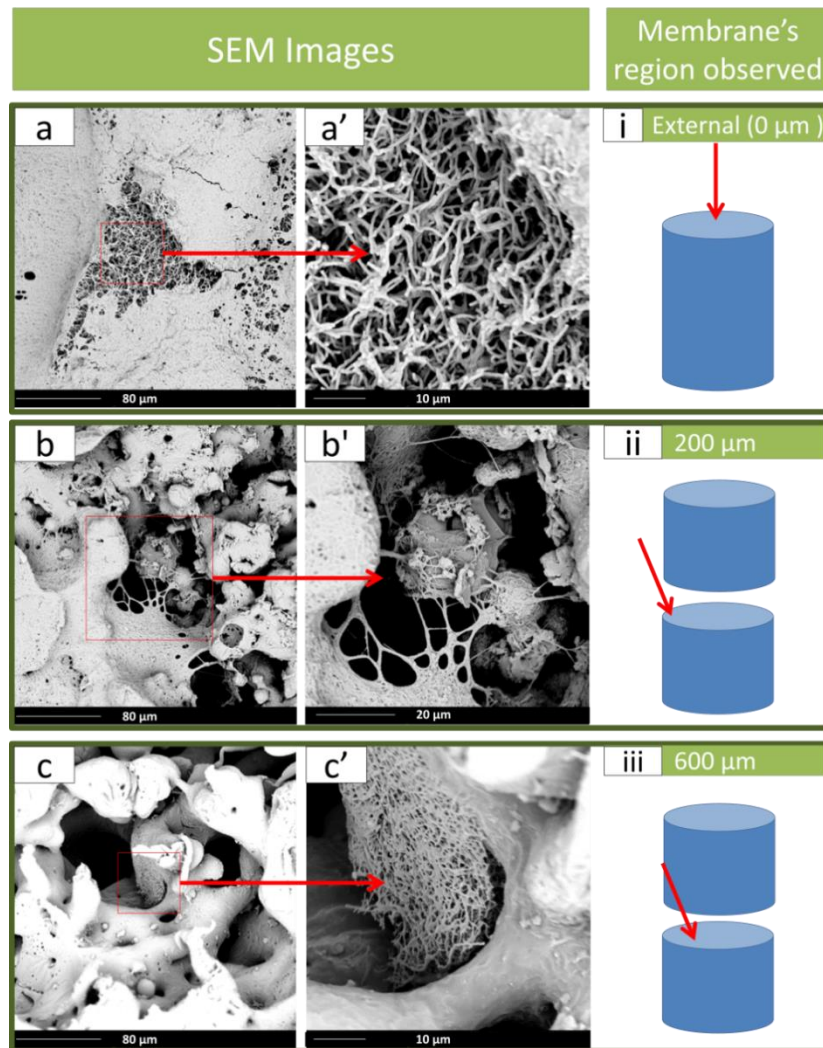 SEM Images
Membrane's
region observed
a
a’
i
External (0 µm )
80 µm
10 µm
b
b'
ii
200 µm
80 µm
20 µm
c
c’
iii
600 µm
80 µm
10 µm